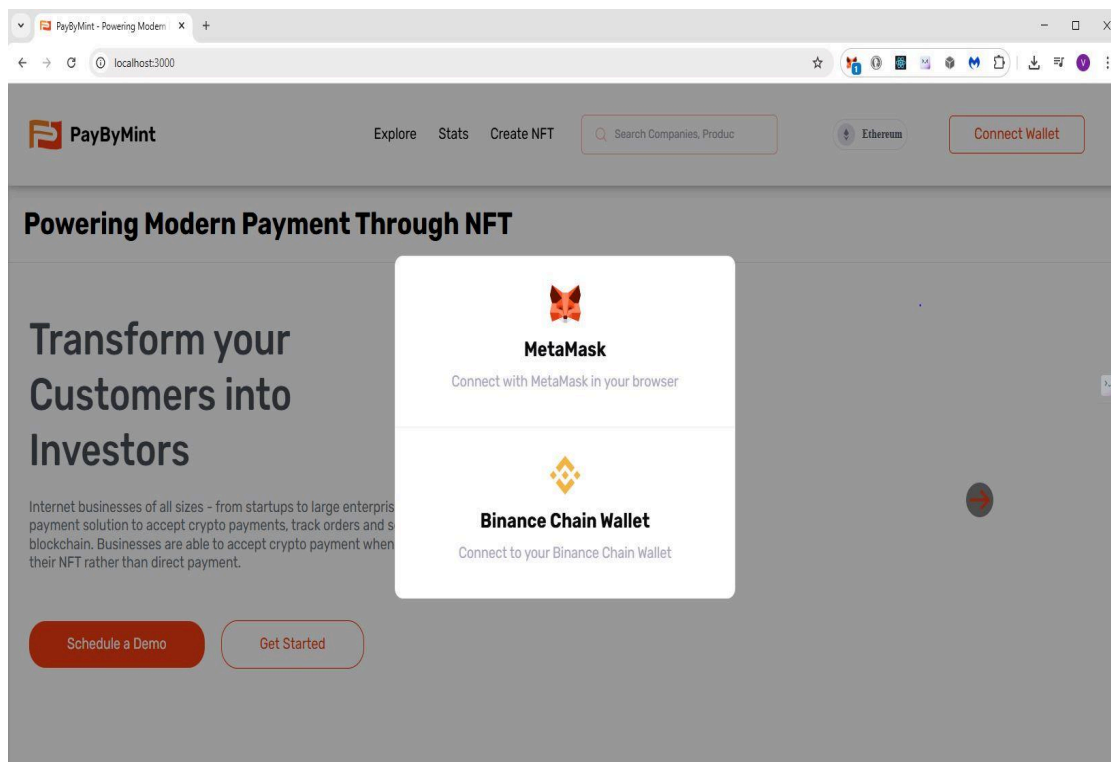 PayByMint - Powering Modern
localhost:3000
1
V
PayByMint
Explore
Stats
Create NFT
Search Companies, Produc
Ethereum
Connect Wallet
Powering Modern Payment Through NFT
Transform your
Customers into
Investors
Internet businesses of all sizes - from startups to large enterpris
payment solution to accept crypto payments, track orders and s
blockchain. Businesses are able to accept crypto payment when
their NFT rather than direct payment.
Schedule a Demo
Get Started
MetaMask
Connect with MetaMask in your browser
Binance Chain Wallet
Connect to your Binance Chain Wallet